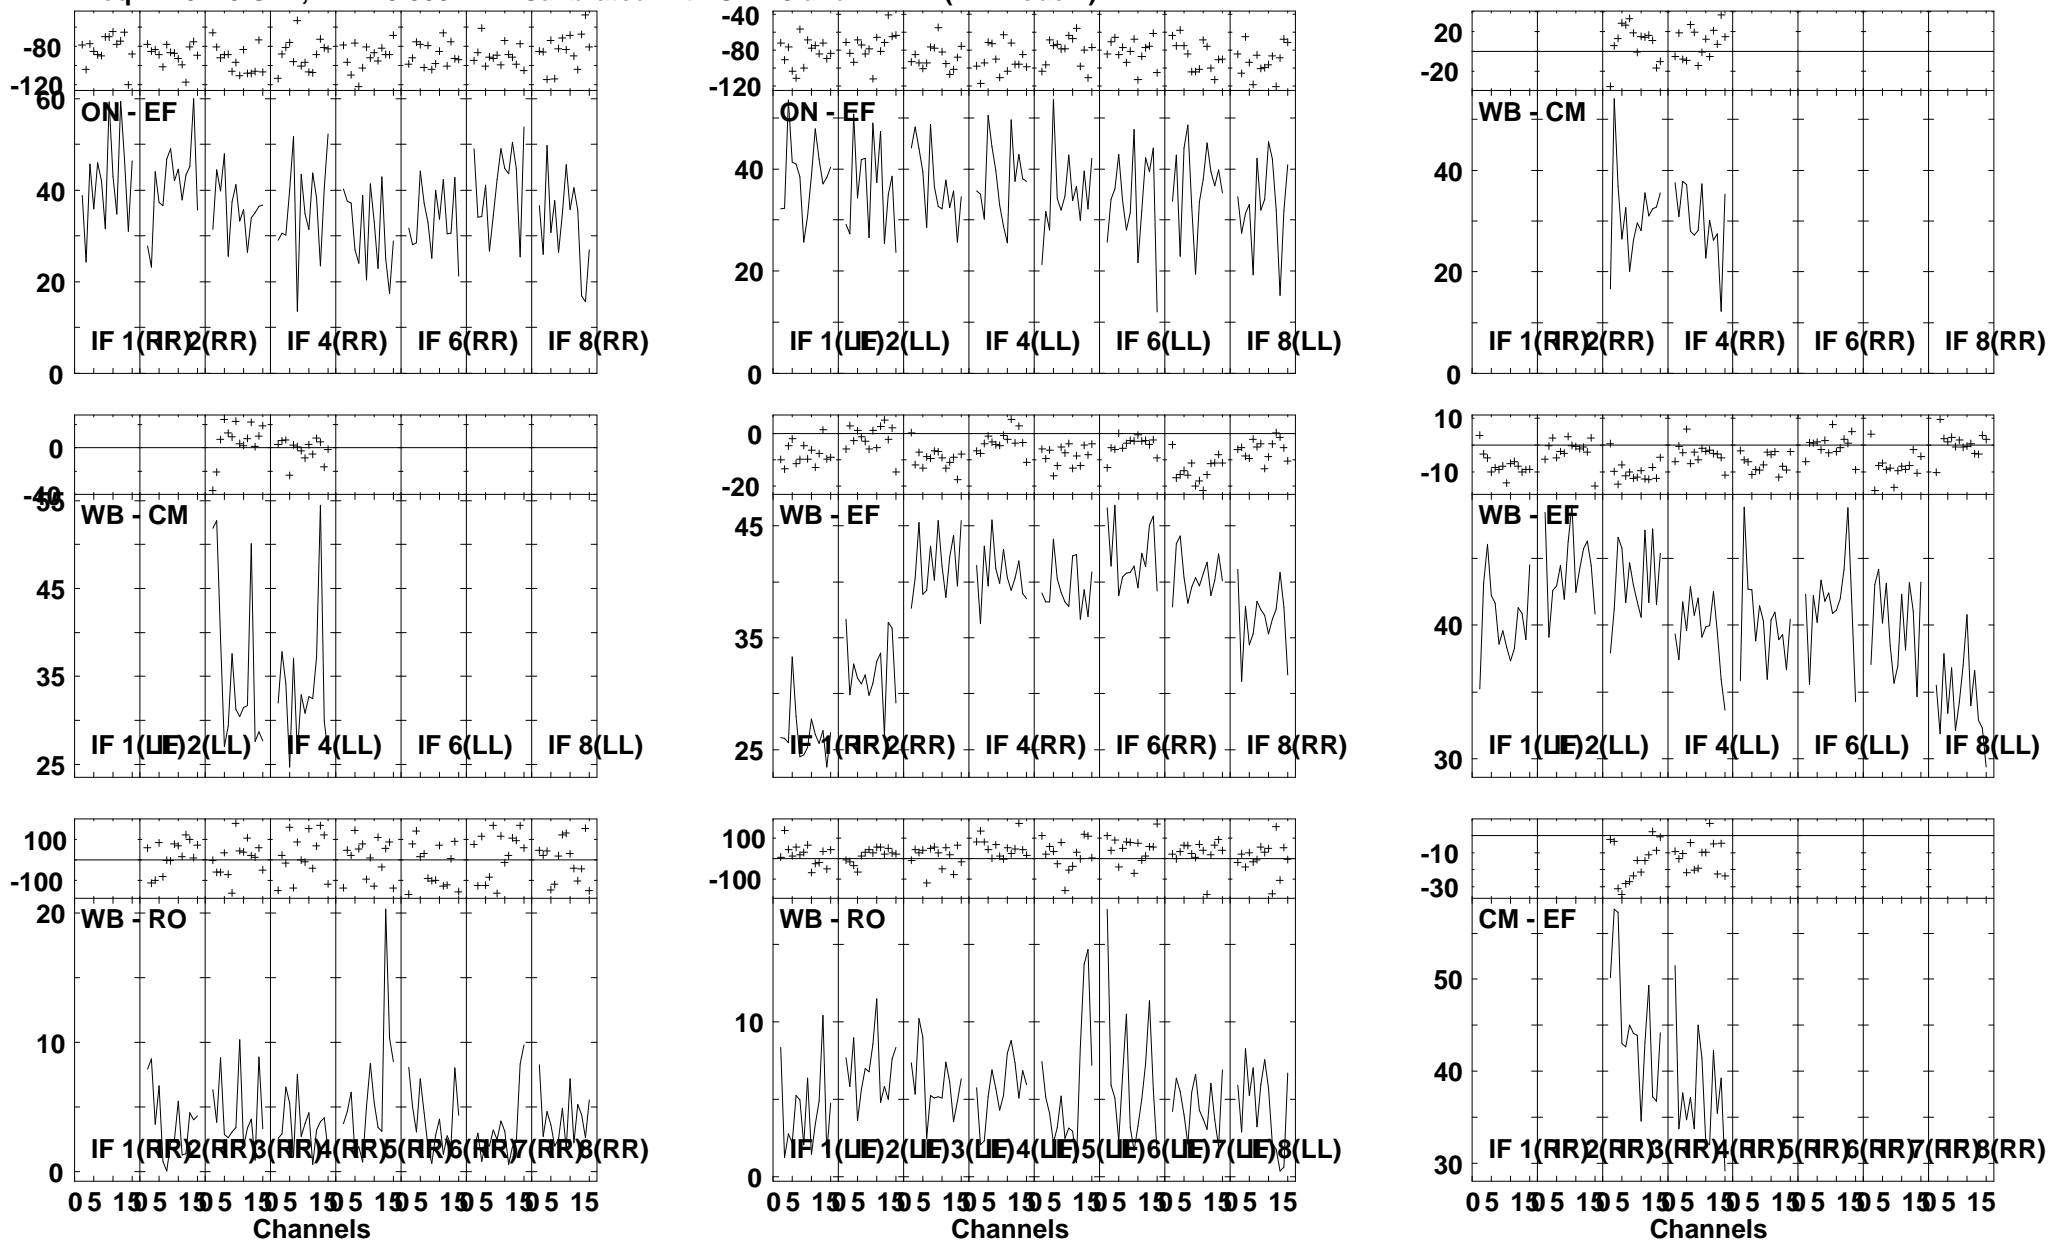 -80
-120
60
40
20
0
ON - EF
IF 1(RR) IF 2(RR) IF 4(RR) IF 6(RR) IF 8(RR)
-40
-80
-120
40
20
0
ON - EF
IF 1(LL) IF 2(LL) IF 4(LL) IF 6(LL) IF 8(LL)
20
-20
40
20
0
WB - CM
IF 1(RR) IF 2(RR) IF 4(RR) IF 6(RR) IF 8(RR)
0
-40
55
45
35
25
WB - CM
IF 1(LL) IF 2(LL) IF 4(LL) IF 6(LL) IF 8(LL)
0
-20
45
35
25
WB - EF
IF 1(RR) IF 2(RR) IF 4(RR) IF 6(RR) IF 8(RR)
10
-10
40
30
WB - EF
IF 1(LL) IF 2(LL) IF 4(LL) IF 6(LL) IF 8(LL)
100
-100
20
10
0
WB - RO
IF 1(RR) IF 2(RR) IF 3(RR) IF 4(RR) IF 5(RR) IF 6(RR) IF 7(RR) IF 8(RR)
0 5 15 0 5 15 0 5 15 0 5 15 0 5 15 0 5 15 0 5 15 0 5 15
Channels
100
-100
10
0
WB - RO
IF 1(LL) IF 2(LL) IF 3(LL) IF 4(LL) IF 5(LL) IF 6(LL) IF 7(LL) IF 8(LL)
0 5 15 0 5 15 0 5 15 0 5 15 0 5 15 0 5 15 0 5 15 0 5 15
Channels
-10
-30
50
40
30
CM - EF
IF 1(RR) IF 2(RR) IF 3(RR) IF 4(RR) IF 5(RR) IF 6(RR) IF 7(RR) IF 8(RR)
0 5 15 0 5 15 0 5 15 0 5 15 0 5 15 0 5 15 0 5 15 0 5 15
Channels